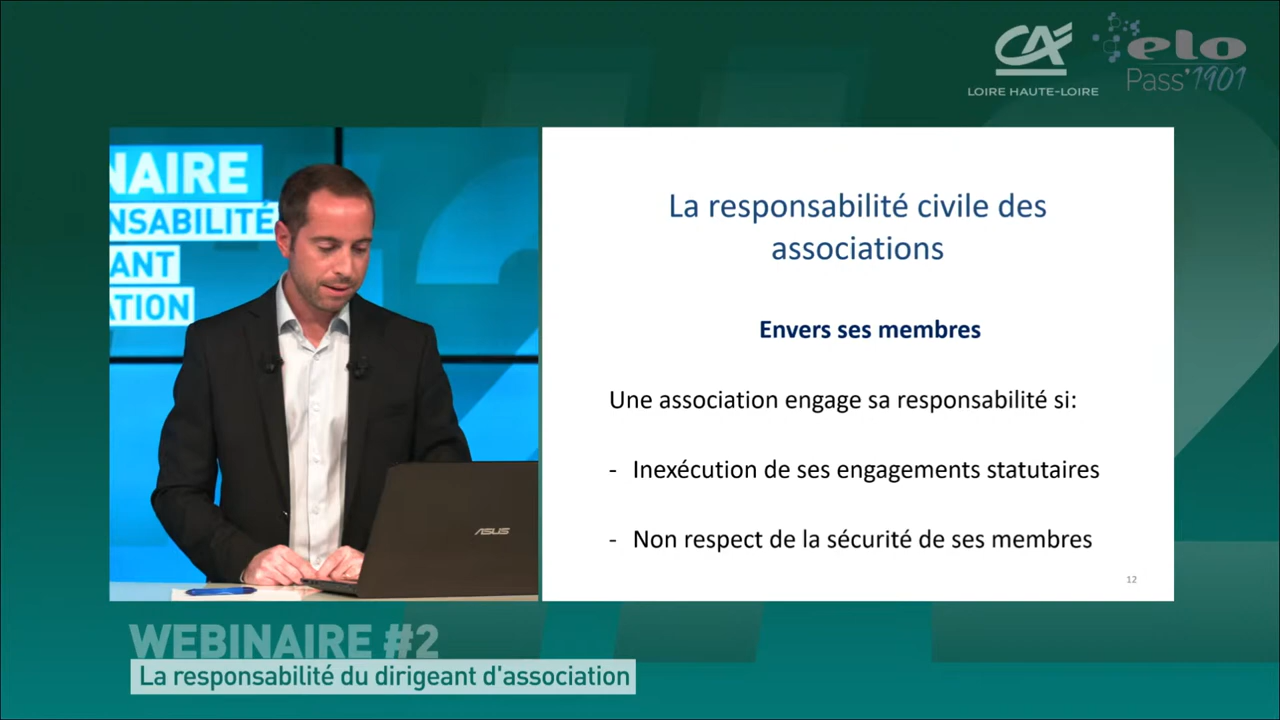 CA
LOIRE HAUTE-LOIRE
elo
Pass'1901
NAIRE
NSABILITÉ
ANT
ATION
ASUS
La responsabilité civile des
associations
Envers ses membres
Une association engage sa responsabilité si:
- Inexécution de ses engagements statutaires
- Non respect de la sécurité de ses membres
12
WEBINAIRE #2
La responsabilité du dirigeant d'association